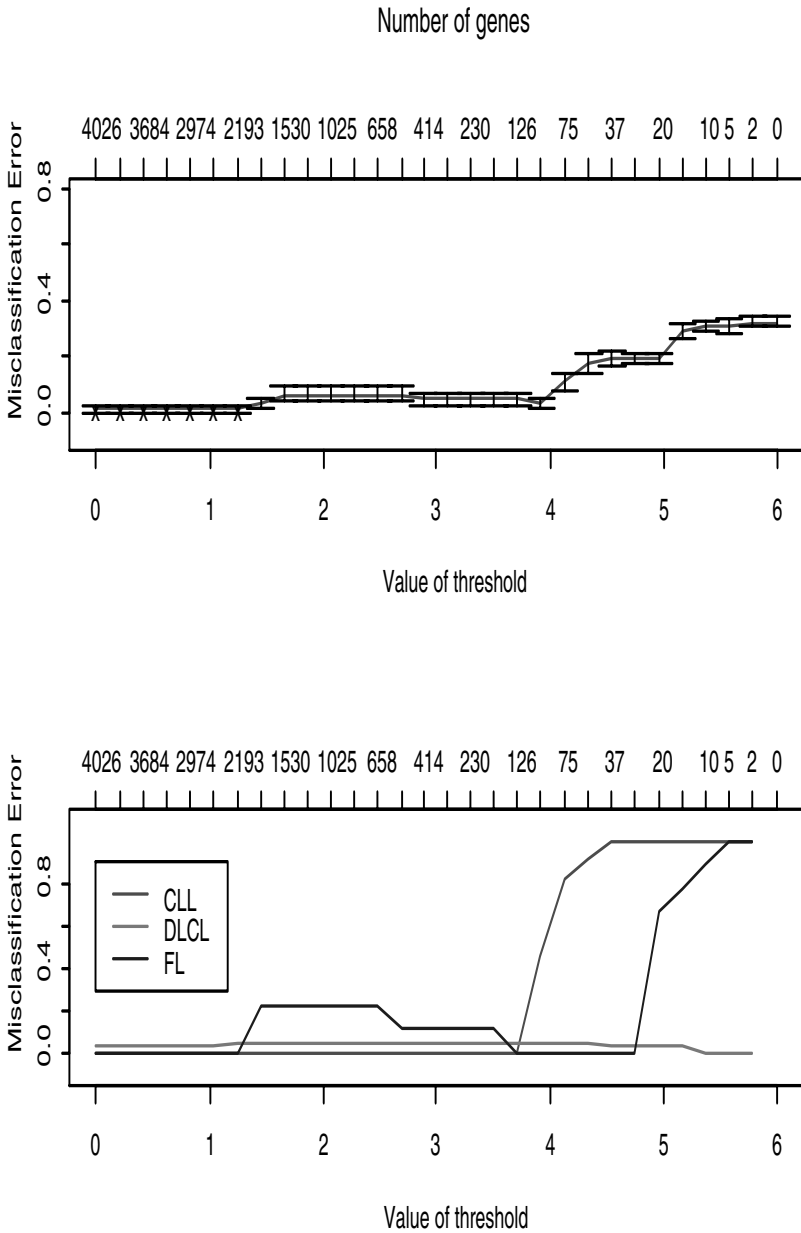 Number of genes
4026 3684 2974 2193 1530 1025 658 414 230 126 75 37 20 10 5 2 0
Misclassification Error
0.8
0.4
0.0
0 1 2 3 4 5 6
Value of threshold
4026 3684 2974 2193 1530 1025 658 414 230 126 75 37 20 10 5 2 0
Misclassification Error
0.8
0.4
0.0
CLL
DLCL
FL
0 1 2 3 4 5 6
Value of threshold